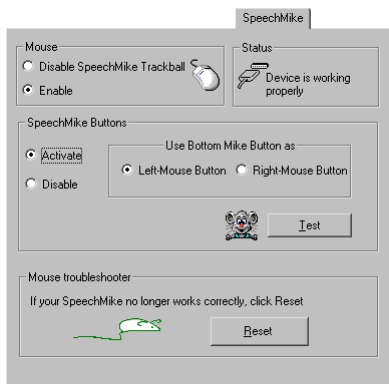 SpeechMike
Mouse
Disable SpeechMike Trackball
Enable
Status
Device is working
properly
SpeechMike Buttons
Activate
Disable
Use Bottom Mike Button as
Left-Mouse Button Right-Mouse Button
Test
Mouse troubleshooter
If your SpeechMike no longer works correctly, click Reset
Reset